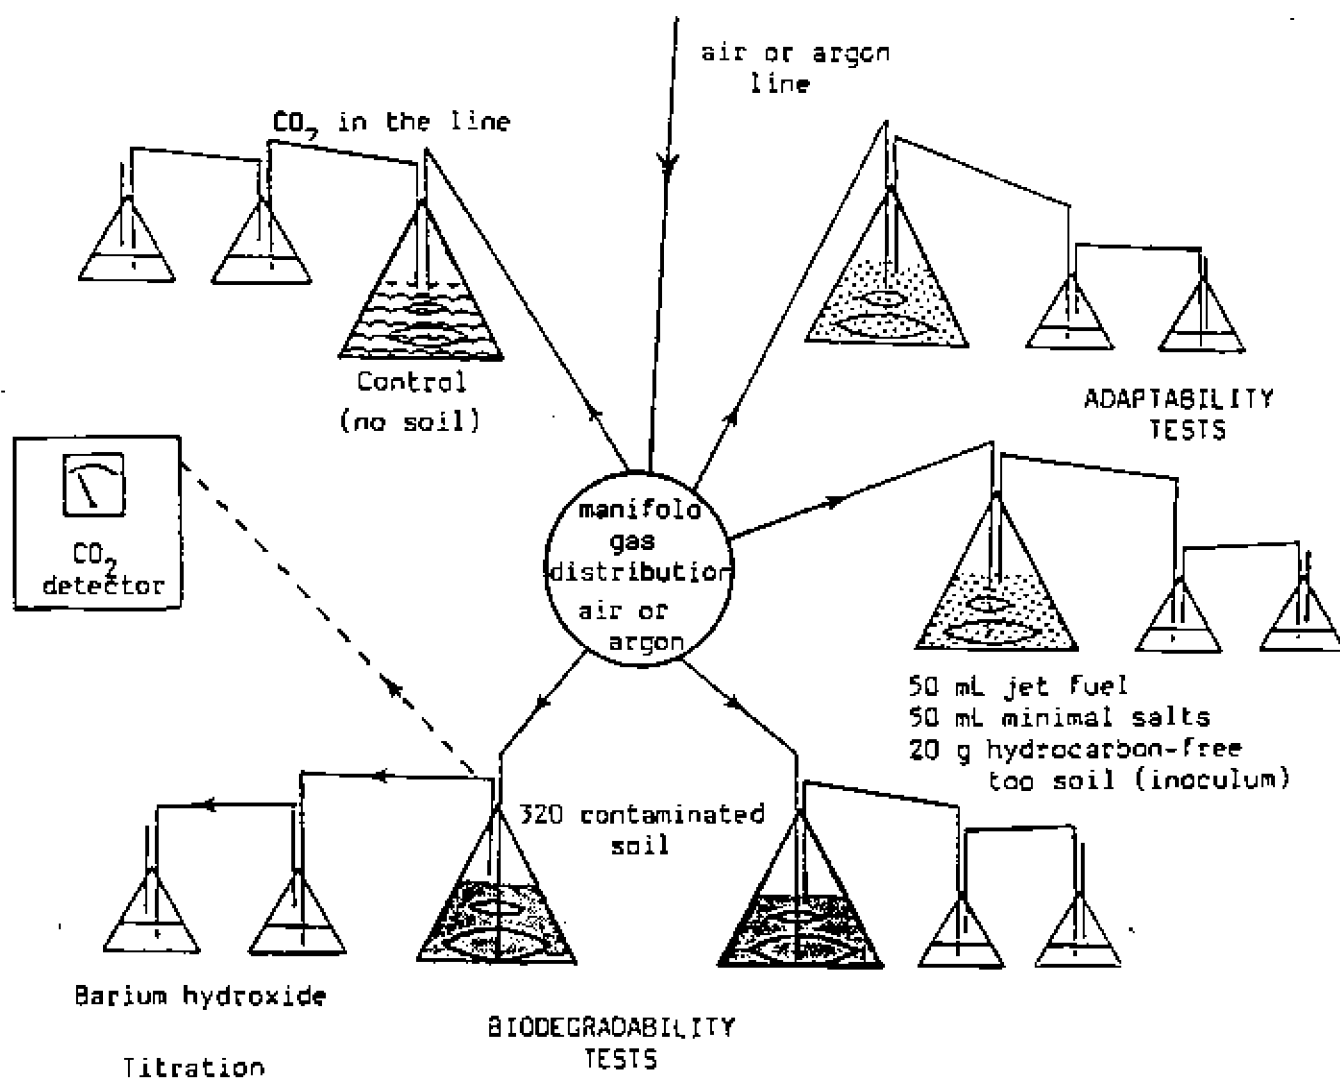 air or argon
line
CO2 in the line
Control
(no soil)
ADAPTABILITY
TESTS
CO2
detector
manifolo
gas
distribution
air or
argon
50 mL jet fuel
50 mL minimal salts
20 g hydrocarbon-free
too soil (inoculum)
320 contaminated
soil
Barium hydroxide
Titration
BIODEGRADABILITY
TESTS